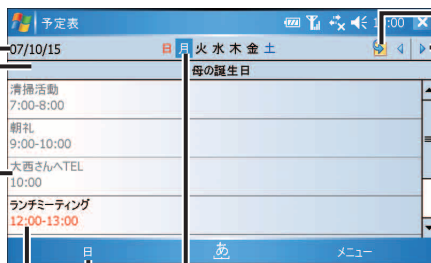 予定表
07/10/15 日 月 火 水 木 金 土
母の誕生日
清掃活動
7:00-8:00
朝礼
9:00-10:00
大西さんへTEL
10:00
ランチミーティング
12:00-13:00
日 あ メニュー